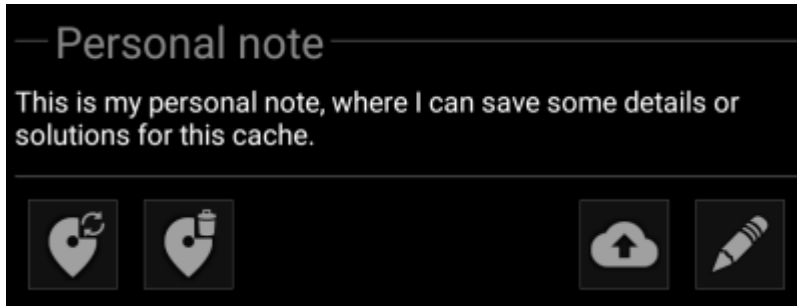 Personal note
This is my personal note, where I can save some details or
solutions for this cache.